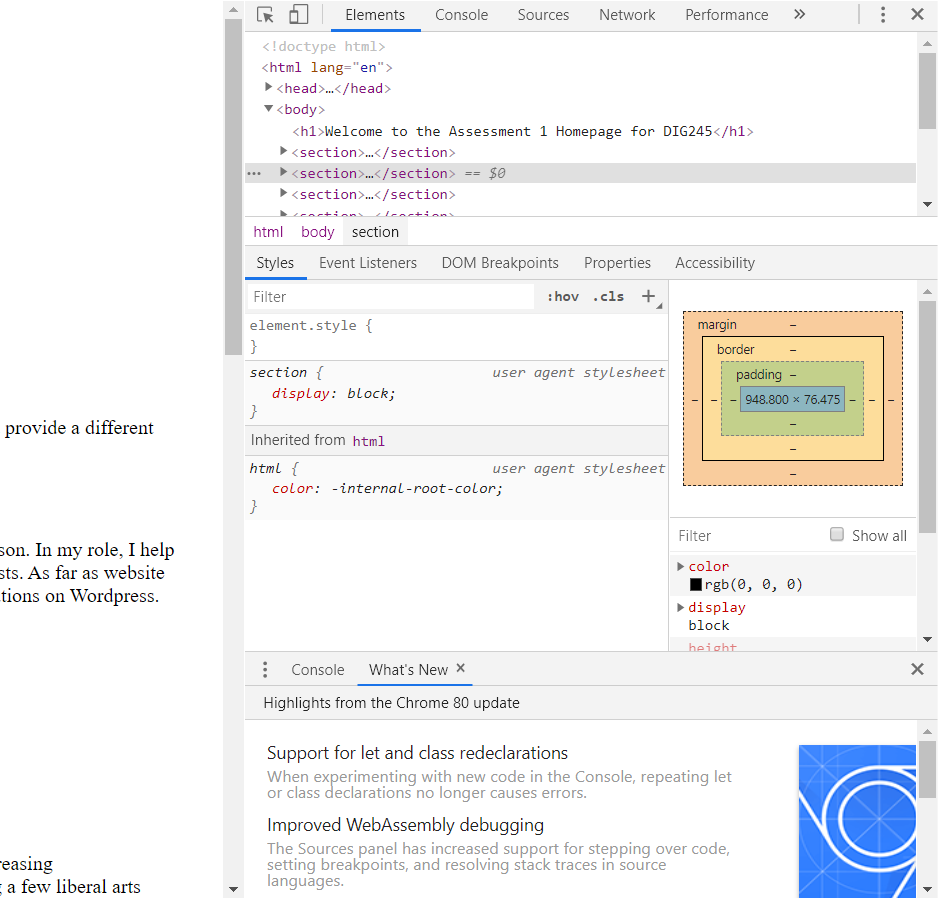 provide a different
son. In my role, I help
sts. As far as website
tions on Wordpress.
reasing
g a few liberal arts
Elements Console Sources Network Performance »
<!doctype html>
<html lang="en">
<head>…</head>
<body>
<h1>Welcome to the Assessment 1 Homepage for DIG245</h1>
<section>…</section>
<section>…</section> == $0
<section>…</section>
<section>…</section>
html body section
Styles Event Listeners DOM Breakpoints Properties Accessibility
Filter :hov .cls +
element.style {
}
section { user agent stylesheet
display: block;
}
Inherited from html
html { user agent stylesheet
color: -internal-root-color;
}
margin –
border –
padding –
– – – 948.800 × 76.475 – – –
–
–
–
Filter Show all
color
rgb(0, 0, 0)
display
block
height
Console What's New ×
Highlights from the Chrome 80 update
Support for let and class redeclarations
When experimenting with new code in the Console, repeating let
or class declarations no longer causes errors.
Improved WebAssembly debugging
The Sources panel has increased support for stepping over code,
setting breakpoints, and resolving stack traces in source
languages.